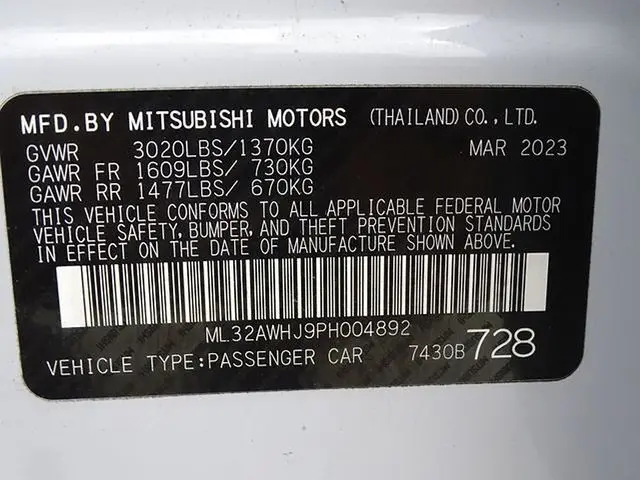 MFD.BY MITSUBISHI MOTORS (THAILAND)CO.,LTD.
GVWR 3020LBS/1370KG MAR 2023
GAWR FR 1609LBS/ 730KG
GAWR RR 1477LBS/ 670KG
THIS VEHICLE CONFORMS TO ALL APPLICABLE FEDERAL MOTOR
VEHICLE SAFETY, BUMPER, AND THEFT PREVENTION STANDARDS
IN EFFECT ON THE DATE OF MANUFACTURE SHOWN ABOVE.
ML32AWHJ9PH004892
VEHICLE TYPE:PASSENGER CAR 7430B 728